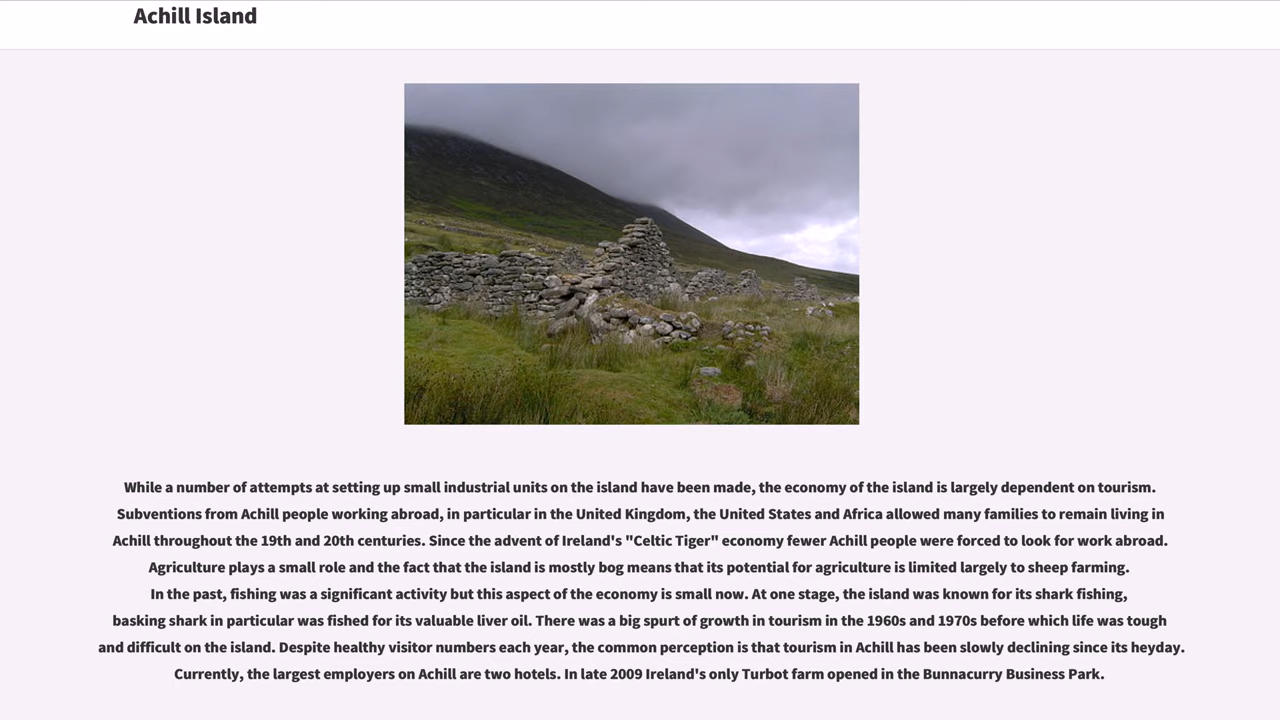 Achill Island
While a number of attempts at setting up small industrial units on the island have been made, the economy of the island is largely dependent on tourism.
Subventions from Achill people working abroad, in particular in the United Kingdom, the United States and Africa allowed many families to remain living in
Achill throughout the 19th and 20th centuries. Since the advent of Ireland's "Celtic Tiger" economy fewer Achill people were forced to look for work abroad.
Agriculture plays a small role and the fact that the island is mostly bog means that its potential for agriculture is limited largely to sheep farming.
In the past, fishing was a significant activity but this aspect of the economy is small now. At one stage, the island was known for its shark fishing,
basking shark in particular was fished for its valuable liver oil. There was a big spurt of growth in tourism in the 1960s and 1970s before which life was tough
and difficult on the island. Despite healthy visitor numbers each year, the common perception is that tourism in Achill has been slowly declining since its heyday.
Currently, the largest employers on Achill are two hotels. In late 2009 Ireland's only Turbot farm opened in the Bunnacurry Business Park.